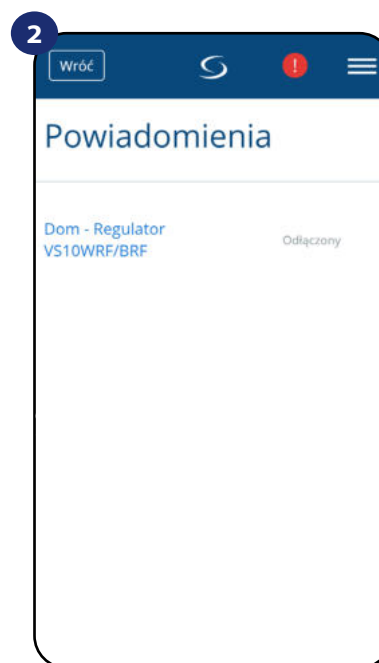 2
Wróć
!
Powiadomienia
Dom - Regulator
VS10WRF/BRF
Odłączony